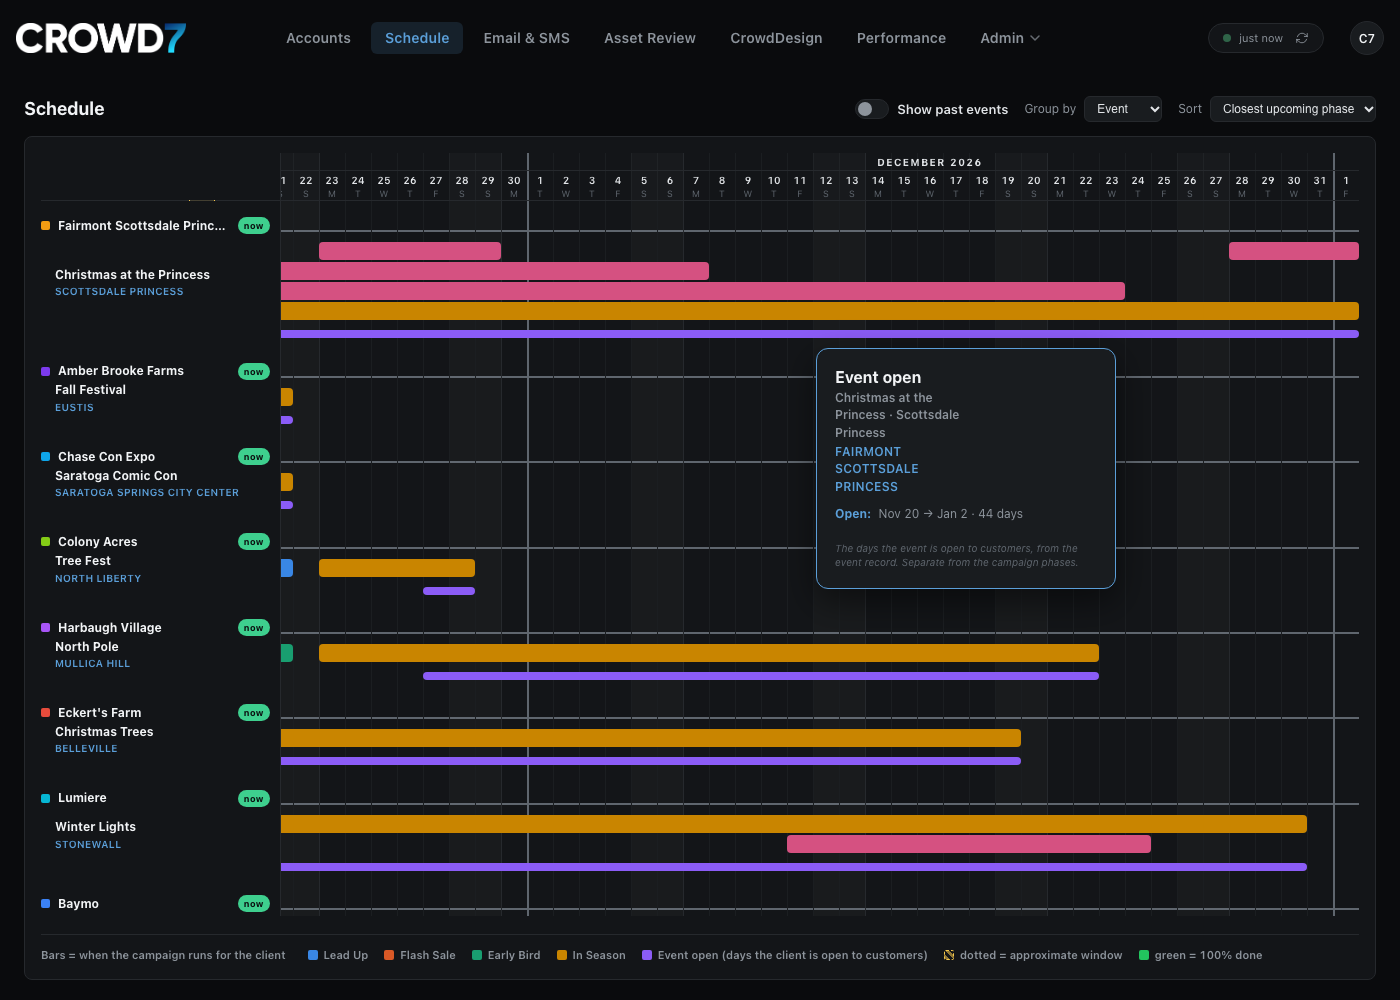 CROWD7
Accounts
Schedule
Email & SMS
Asset Review
CrowdDesign
Performance
Admin
just now
C7
Schedule
Show past events
Group by
Event
Sort
Closest upcoming phase
DECEMBER 2026
1 22 23 24 25 26 27 28 29 30 1 2 3 4 5 6 7 8 9 10 11 12 13 14 15 16 17 18 19 20 21 22 23 24 25 26 27 28 29 30 31 1
S S M T W T F S S M T W T F S S M T W T F S S M T W T F S S M T W T F S S M T W T F
Fairmont Scottsdale Princ...
now
Christmas at the Princess
SCOTTSDALE PRINCESS
Amber Brooke Farms
now
Fall Festival
EUSTIS
Chase Con Expo
now
Saratoga Comic Con
SARATOGA SPRINGS CITY CENTER
Colony Acres
now
Tree Fest
NORTH LIBERTY
Harbaugh Village
now
North Pole
MULLICA HILL
Eckert's Farm
now
Christmas Trees
BELLEVILLE
Lumiere
now
Winter Lights
STONEWALL
Baymo
now
Event open
Christmas at the
Princess · Scottsdale
Princess
FAIRMONT
SCOTTSDALE
PRINCESS
Open: Nov 20 → Jan 2 · 44 days
The days the event is open to customers, from the
event record. Separate from the campaign phases.
Bars = when the campaign runs for the client
Lead Up
Flash Sale
Early Bird
In Season
Event open (days the client is open to customers)
dotted = approximate window
green = 100% done